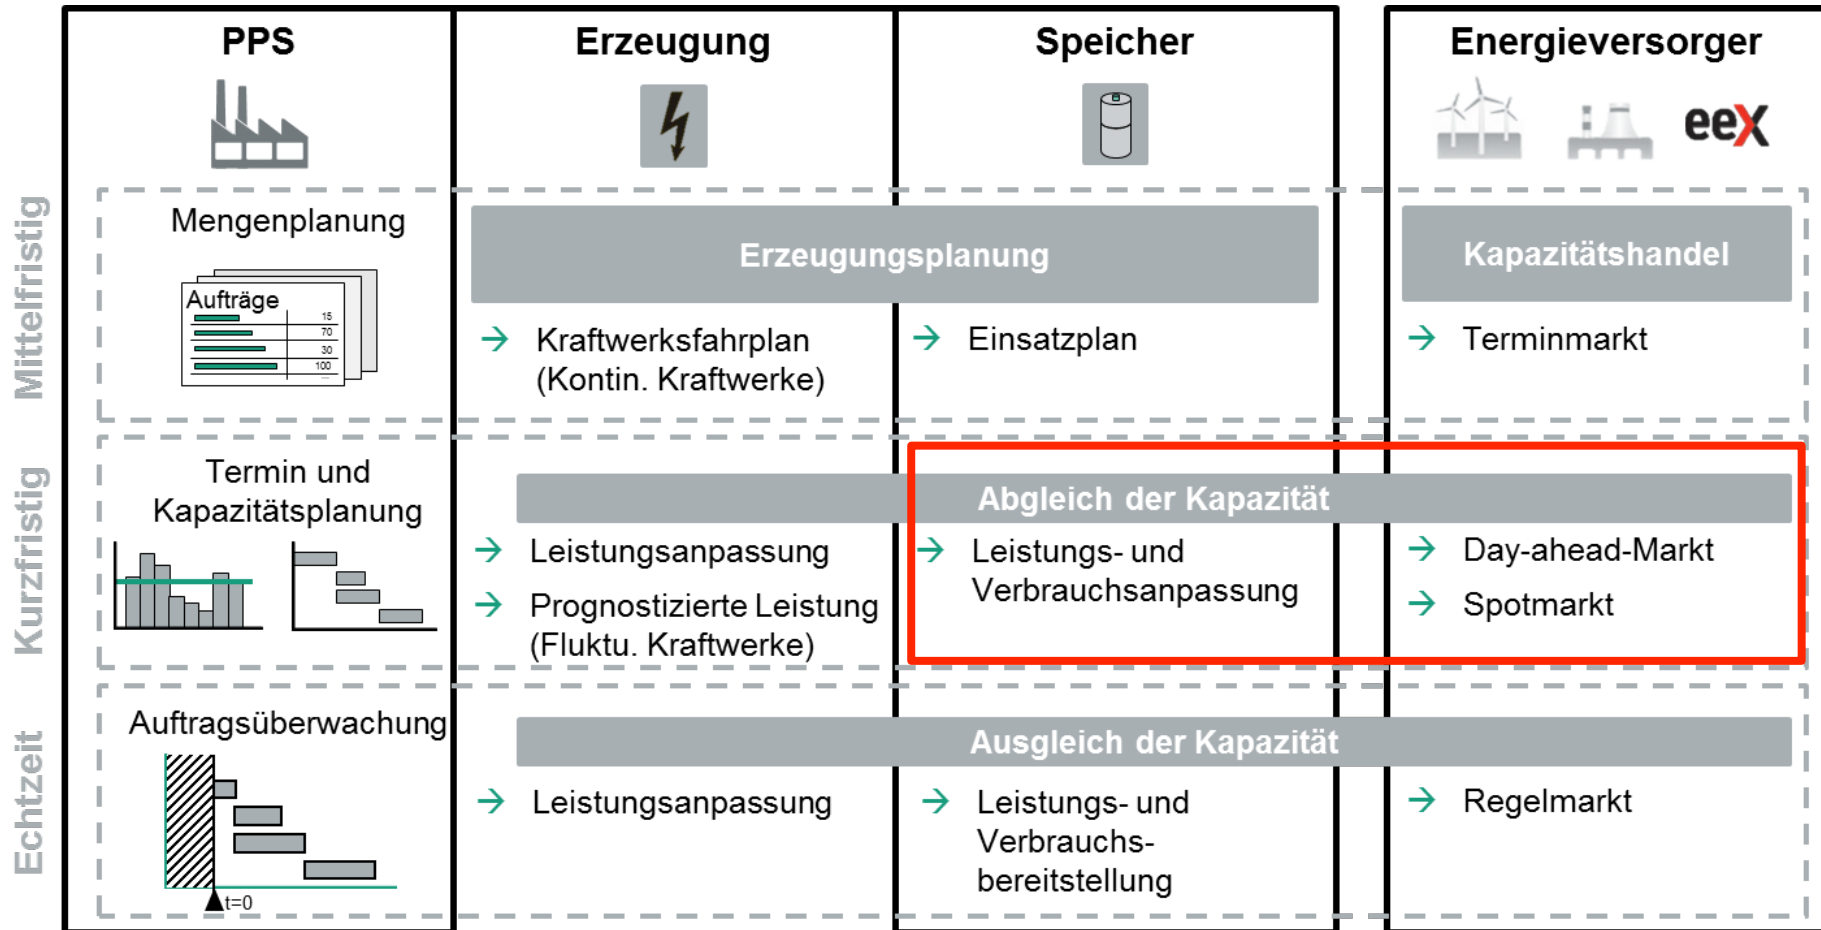 PPS
Erzeugung
Speicher
Energieversorger
eex
Mittelfristig
Mengenplanung
Aufträge
15
70
30
100
...
Erzeugungsplanung
Kapazitätshandel
→ Kraftwerksfahrplan
(Kontin. Kraftwerke)
→ Einsatzplan
→ Terminmarkt
Kurzfristig
Termin und
Kapazitätsplanung
Abgleich der Kapazität
→ Leistungsanpassung
→ Prognostizierte Leistung
(Fluktu. Kraftwerke)
→ Leistungs- und
Verbrauchsanpassung
→ Day-ahead-Markt
→ Spotmarkt
Echtzeit
Auftragsüberwachung
t=0
Ausgleich der Kapazität
→ Leistungsanpassung
→ Leistungs- und
Verbrauchs-
bereitstellung
→ Regelmarkt